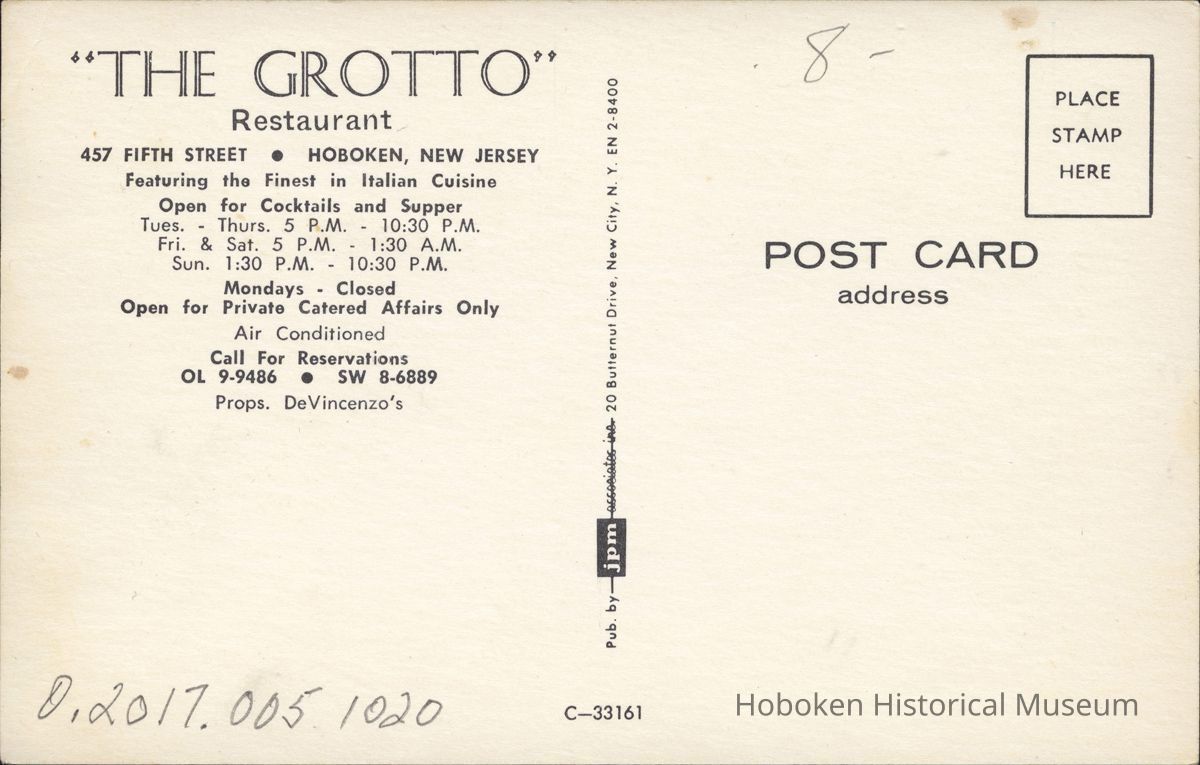 “THE GROTTO”
Restaurant
457 FIFTH STREET ● HOBOKEN, NEW JERSEY
Featuring the Finest in Italian Cuisine
Open for Cocktails and Supper
Tues. - Thurs. 5 P.M. - 10:30 P.M.
Fri. & Sat. 5 P.M. - 1:30 A.M.
Sun. 1:30 P.M. - 10:30 P.M.
Mondays - Closed
Open for Private Catered Affairs Only
Air Conditioned
Call For Reservations
OL 9-9486 ● SW 8-6889
Props. DeVincenzo's
0.2017.005.1020
Pub. by jpm associates inc. 20 Butternut Drive, New City, N. Y. EN 2-8400
C–33161
8 -
PLACE
STAMP
HERE
POST CARD
address
Hoboken Historical Museum